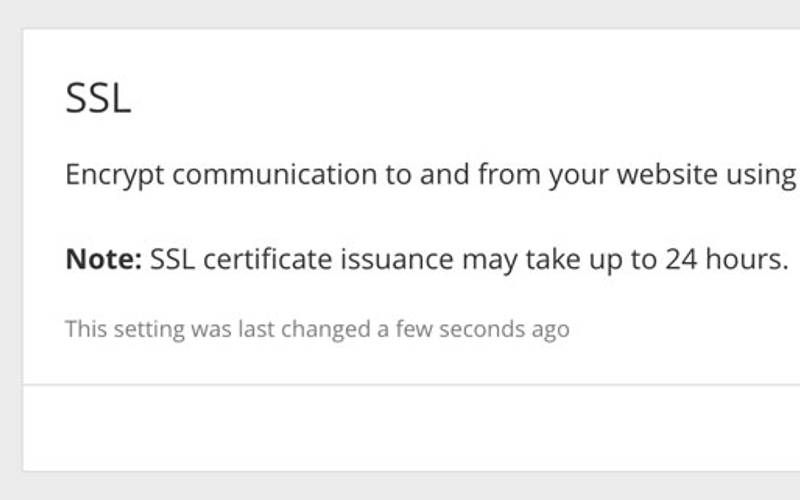 SSL
Encrypt communication to and from your website using
Note: SSL certificate issuance may take up to 24 hours.
This setting was last changed a few seconds ago